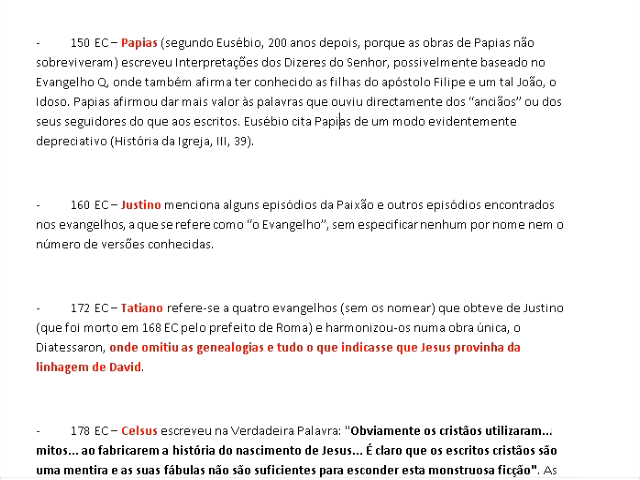 - 150 EC – Papias (segundo Eusébio, 200 anos depois, porque as obras de Papias não
sobreviveram) escreveu Interpretações dos Dizeres do Senhor, possivelmente baseado no
Evangelho Q, onde também afirma ter conhecido as filhas do apóstolo Filipe e um tal João, o
Idoso. Papias afirmou dar mais valor às palavras que ouviu directamente dos “anciãos” ou dos
seus seguidores do que aos escritos. Eusébio cita Papias de um modo evidentemente
depreciativo (História da Igreja, III, 39).
- 160 EC – Justino menciona alguns episódios da Paixão e outros episódios encontrados
nos evangelhos, a que se refere como “o Evangelho”, sem especificar nenhum por nome nem o
número de versões conhecidas.
- 172 EC – Tatiano refere-se a quatro evangelhos (sem os nomear) que obteve de Justino
(que foi morto em 168 EC pelo prefeito de Roma) e harmonizou-os numa obra única, o
Diatessaron, onde omitiu as genealogias e tudo o que indicasse que Jesus provinha da
linhagem de David.
- 178 EC – Celsus escreveu na Verdadeira Palavra: "Obviamente os cristãos utilizaram...
mitos... ao fabricarem a história do nascimento de Jesus... É claro que os escritos cristãos são
uma mentira e as suas fábulas não são suficientes para esconder esta monstruosa ficção". As